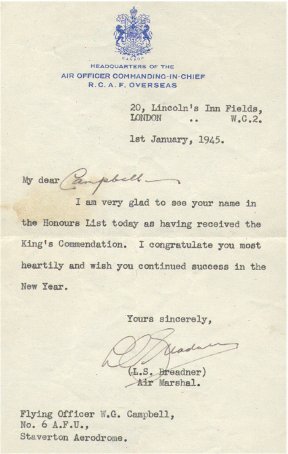 HEADQUARTERS OF THE
AIR OFFICER COMMANDING-IN-CHIEF
R.C.A.F. OVERSEAS
20, Lincoln's Inn Fields,
LONDON .. W.C.2.
1st January, 1945.
My dear Campbell
I am very glad to see your name in
the Honours List today as having received the
King's Commendation. I congratulate you most
heartily and wish you continued success in the
New Year.
Yours sincerely,
L S Breadner
(L.S. Breadner)
Air Marshal.
Flying Officer W.G. Campbell,
No. 6 A.F.U.,
Staverton Aerodrome.